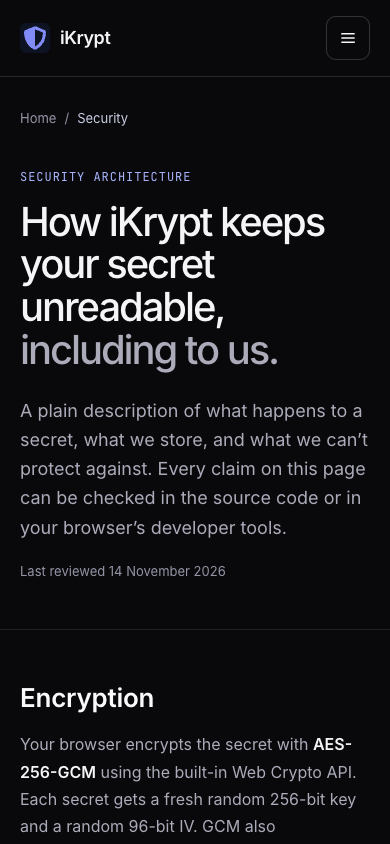 iKrypt
Home / Security
SECURITY ARCHITECTURE
How iKrypt keeps
your secret
unreadable,
including to us.
A plain description of what happens to a
secret, what we store, and what we can’t
protect against. Every claim on this page
can be checked in the source code or in
your browser’s developer tools.
Last reviewed 14 November 2026
Encryption
Your browser encrypts the secret with AES-
256-GCM using the built-in Web Crypto API.
Each secret gets a fresh random 256-bit key
and a random 96-bit IV. GCM also